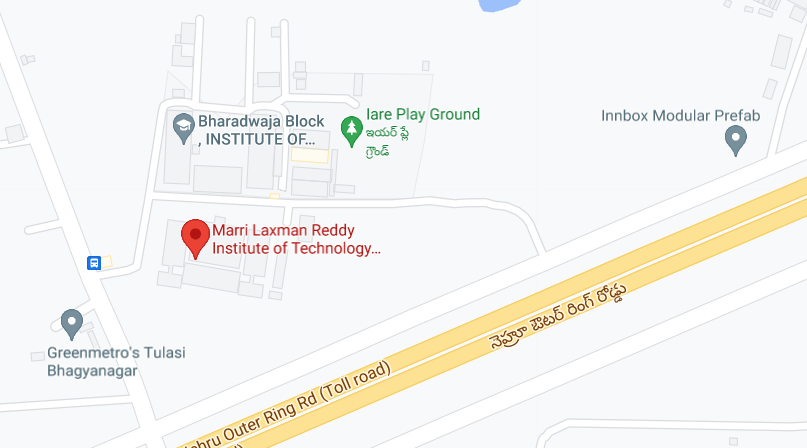 Bharadwaja Block
, INSTITUTE OF...
Iare Play Ground
ఇయర్ ప్లే
గ్రౌండ్
Innbox Modular Prefab
Marri Laxman Reddy
Institute of Technology...
నెహ్రూ ఔటర్ రింగ్ రోడ్డు
Greenmetro's Tulasi
Bhagyanagar
Outer Ring Rd (Toll road)